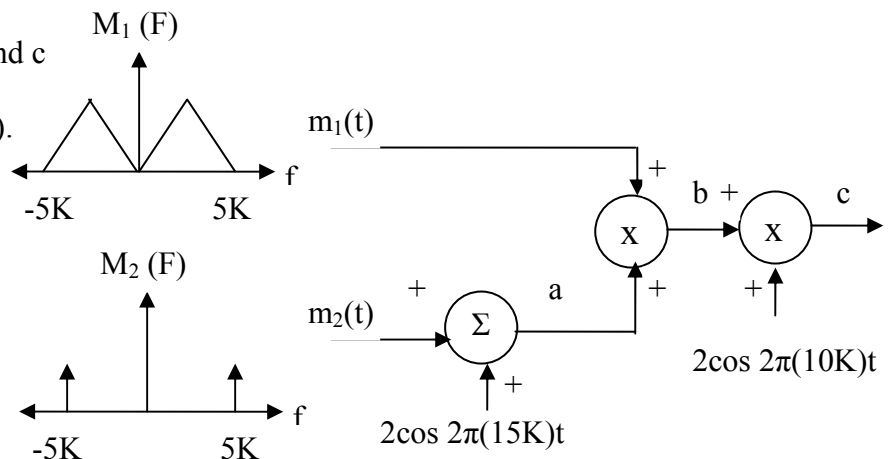 M₁ (F)
nd c
).
f
-5K
5K
M₂ (F)
f
-5K
5K
m₁(t)
+
b
+
c
x
x
+
+
+
a
m₂(t)
Σ
+
2cos 2π(15K)t
2cos 2π(10K)t